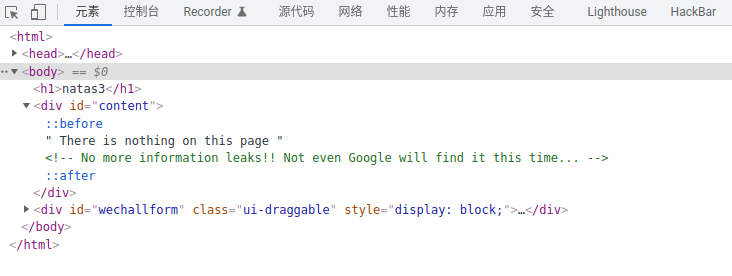 元素 控制台 Recorder 源代码 网络 性能 内存 应用 安全 Lighthouse HackBar
<html>
<head>…</head>
<body> == $0
<h1>natas3</h1>
<div id="content">
::before
" There is nothing on this page "
<!-- No more information leaks!! Not even Google will find it this time... -->
::after
</div>
<div id="wechallform" class="ui-draggable" style="display: block;">…</div>
</body>
</html>